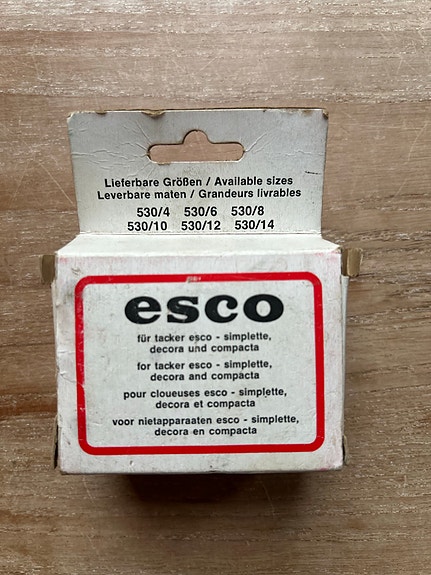 Lieferbare Größen / Available sizes
Leverbare maten / Grandeurs livrables
530/4 530/6 530/8
530/10 530/12 530/14
esco
für tacker esco - simplette,
decora und compacta
for tacker esco - simplette,
decora and compacta
pour cloueuses esco - simplette,
decora et compacta
voor nietapparaaten esco - simplette,
decora en compacta